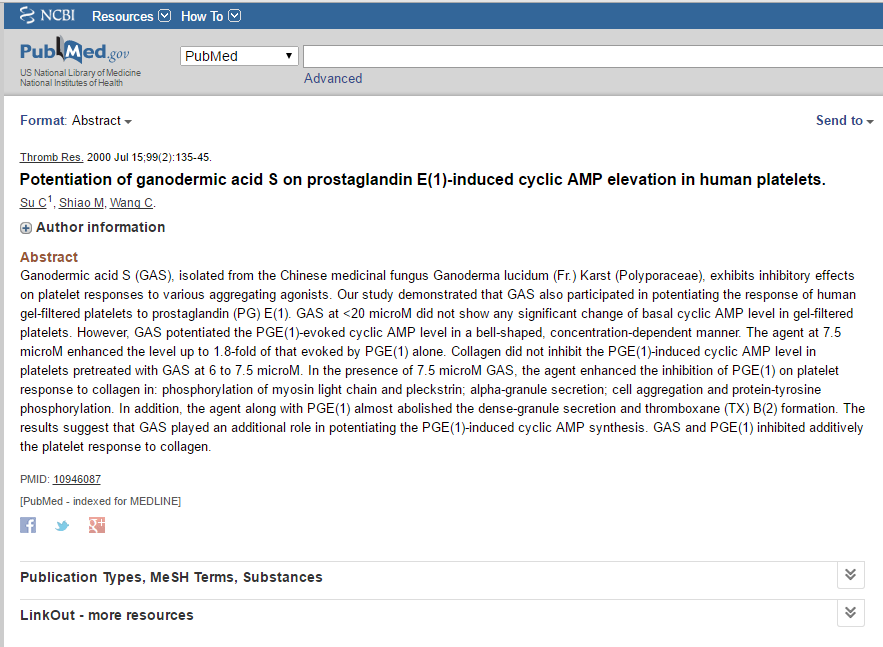 NCBI Resources How To
PubMed.gov
US National Library of Medicine
National Institutes of Health
PubMed
Advanced
Format: Abstract
Send to
Thromb Res. 2000 Jul 15;99(2):135-45.
Potentiation of ganodermic acid S on prostaglandin E(1)-induced cyclic AMP elevation in human platelets.
Su C1, Shiao M, Wang C.
Author information
Abstract
Ganodermic acid S (GAS), isolated from the Chinese medicinal fungus Ganoderma lucidum (Fr.) Karst (Polyporaceae), exhibits inhibitory effects
on platelet responses to various aggregating agonists. Our study demonstrated that GAS also participated in potentiating the response of human
gel-filtered platelets to prostaglandin (PG) E(1). GAS at <20 microM did not show any significant change of basal cyclic AMP level in gel-filtered
platelets. However, GAS potentiated the PGE(1)-evoked cyclic AMP level in a bell-shaped, concentration-dependent manner. The agent at 7.5
microM enhanced the level up to 1.8-fold of that evoked by PGE(1) alone. Collagen did not inhibit the PGE(1)-induced cyclic AMP level in
platelets pretreated with GAS at 6 to 7.5 microM. In the presence of 7.5 microM GAS, the agent enhanced the inhibition of PGE(1) on platelet
response to collagen in: phosphorylation of myosin light chain and pleckstrin; alpha-granule secretion; cell aggregation and protein-tyrosine
phosphorylation. In addition, the agent along with PGE(1) almost abolished the dense-granule secretion and thromboxane (TX) B(2) formation. The
results suggest that GAS played an additional role in potentiating the PGE(1)-induced cyclic AMP synthesis. GAS and PGE(1) inhibited additively
the platelet response to collagen.
PMID: 10946087
[PubMed - indexed for MEDLINE]
Publication Types, MeSH Terms, Substances
LinkOut - more resources